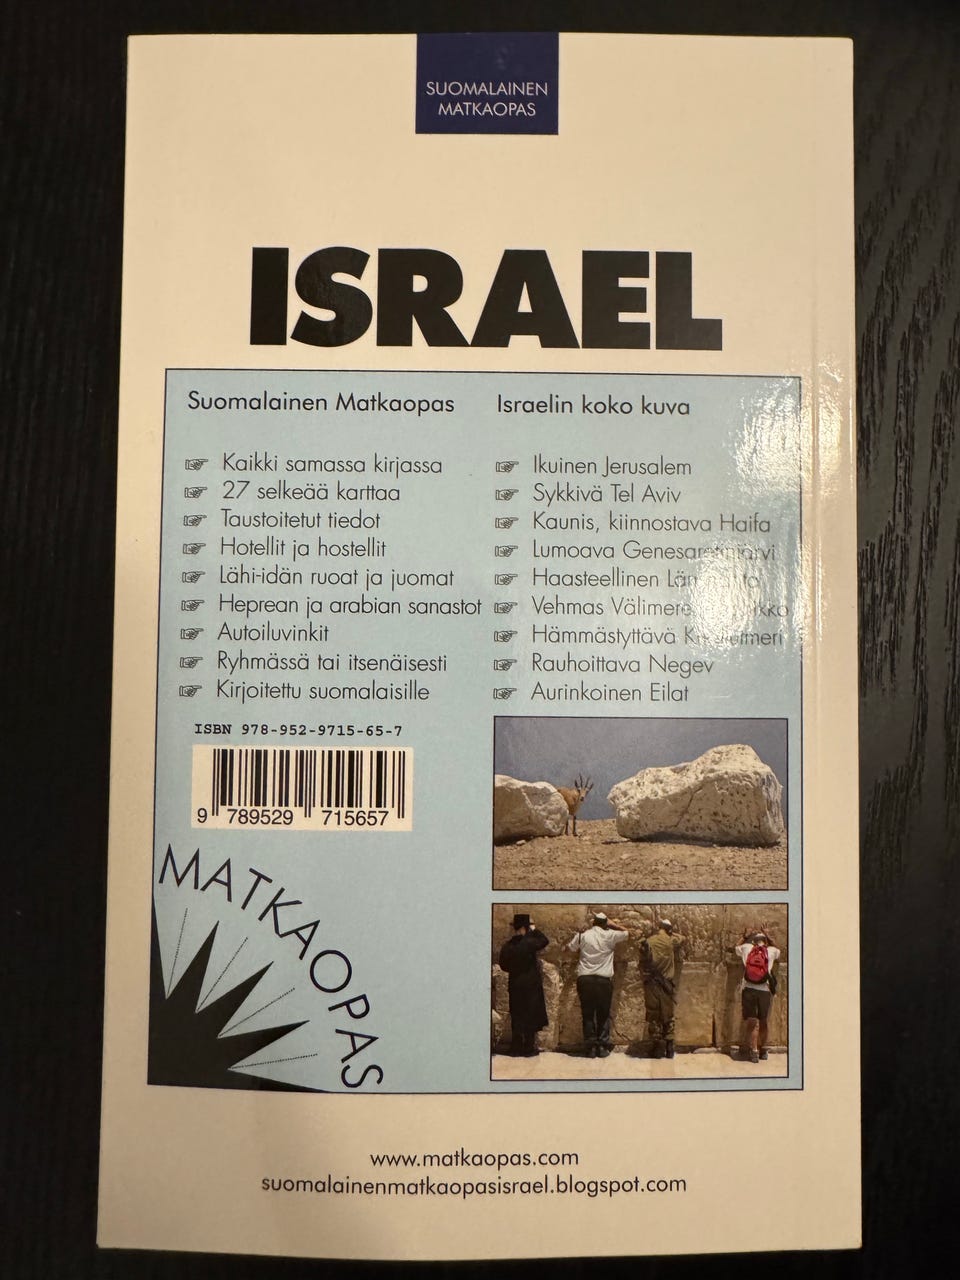 SUOMALAINEN
MATKAOPAS
ISRAEL
Suomalainen Matkaopas
Kaikki samassa kirjassa
27 selkeää karttaa
Taustoitetut tiedot
Hotellit ja hostellit
Lähi-idän ruoat ja juomat
Heprean ja arabian sanastot
Autoiluvinkit
Ryhmässä tai itsenäisesti
Kirjoitettu suomalaisille
Israelin koko kuva
Ikuinen Jerusalem
Sykkivä Tel Aviv
Kaunis, kiinnostava Haifa
Lumoava Genesaretinjärvi
Haasteellinen
Vehmas
Hämmästyttävä
Rauhoittava Negev
Aurinkoinen Eilat
ISBN 978-952-9715-65-7
9 789529 715657
MATKAOPAS
www.matkaopas.com
suomalainenmatkaopasisrael.blogspot.com